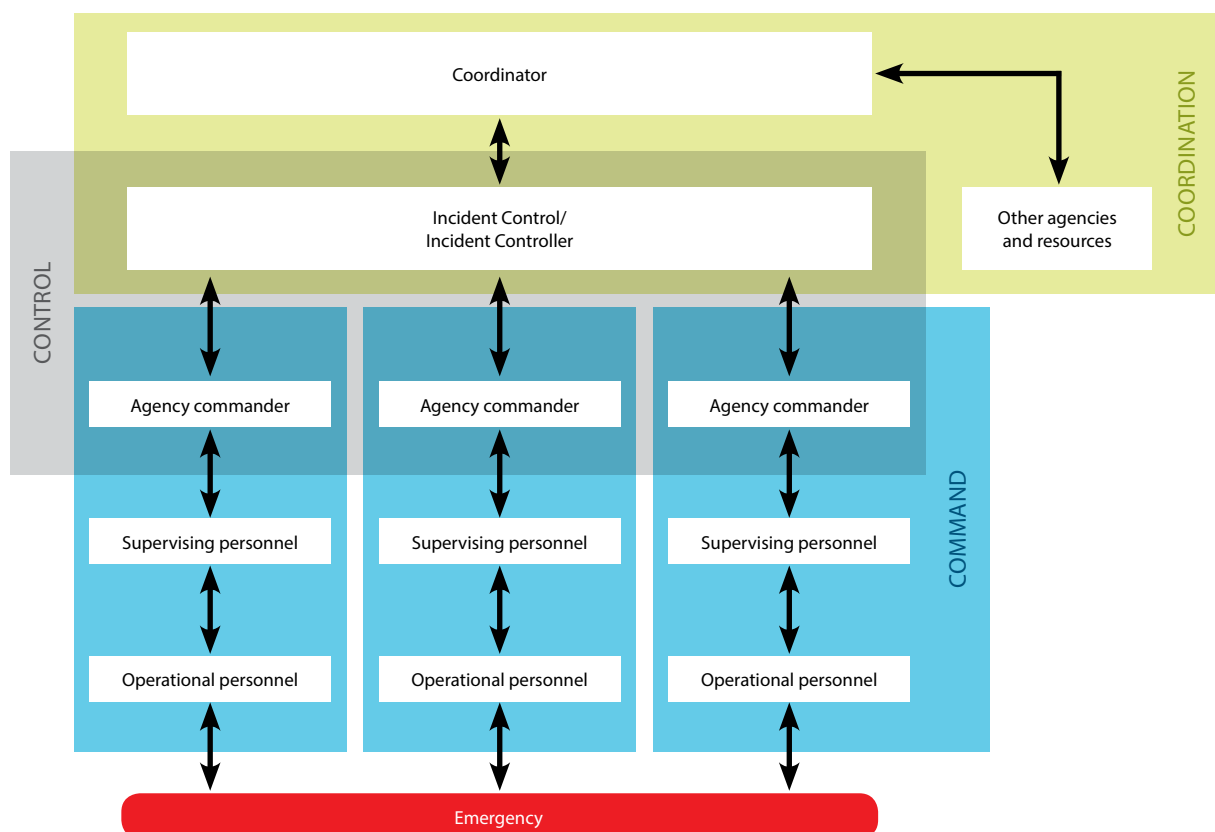 Coordinator
COORDINATION
Incident Control/
Incident Controller
Other agencies
and resources
CONTROL
Agency commander
Agency commander
Agency commander
Supervising personnel
Supervising personnel
Supervising personnel
COMMAND
Operational personnel
Operational personnel
Operational personnel
Emergency